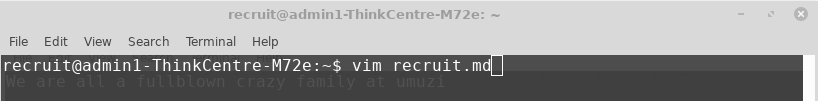 recruit@admin1-ThinkCentre-M72e: ~
File Edit View Search Terminal Help
recruit@admin1-ThinkCentre-M72e:~$ vim recruit.md
We are all a fullblown crazy family at umuzi